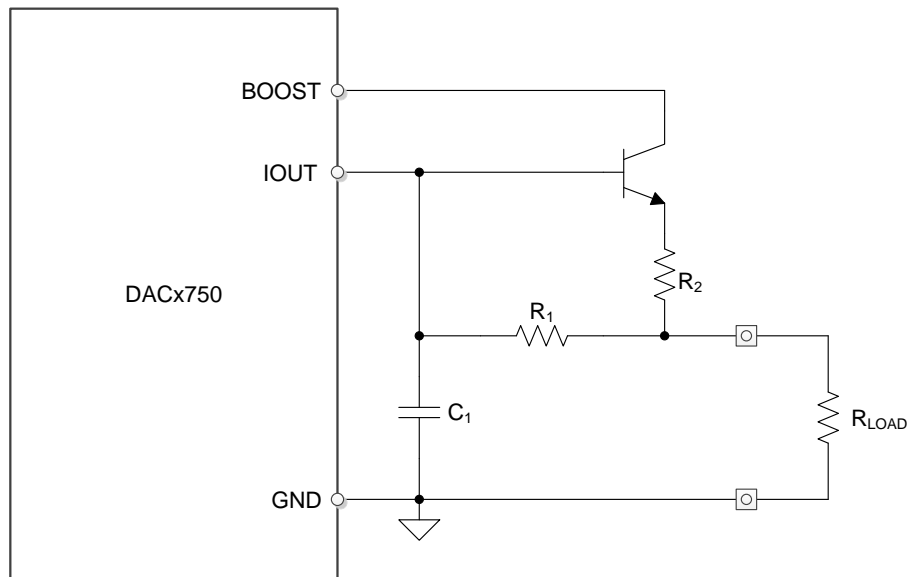 BOOST
IOUT
DACx750
R2
R1
C1
RLOAD
GND